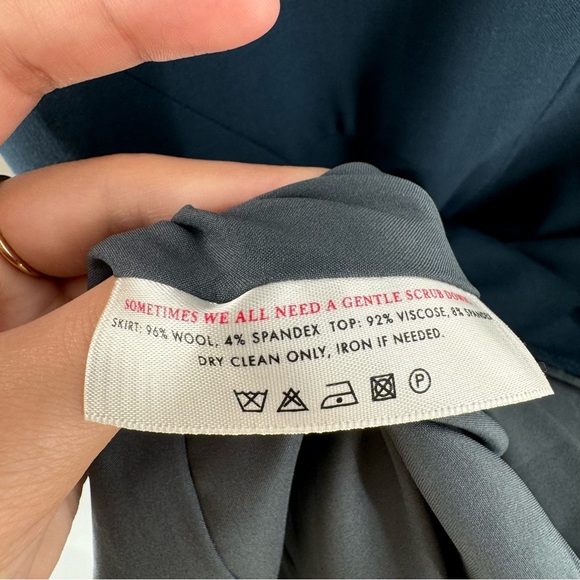 SOMETIMES WE ALL NEED A GENTLE SCRUB DOWN.
SKIRT: 96% WOOL, 4% SPANDEX TOP: 92% VISCOSE, 8% SPANDEX
DRY CLEAN ONLY, IRON IF NEEDED.
P